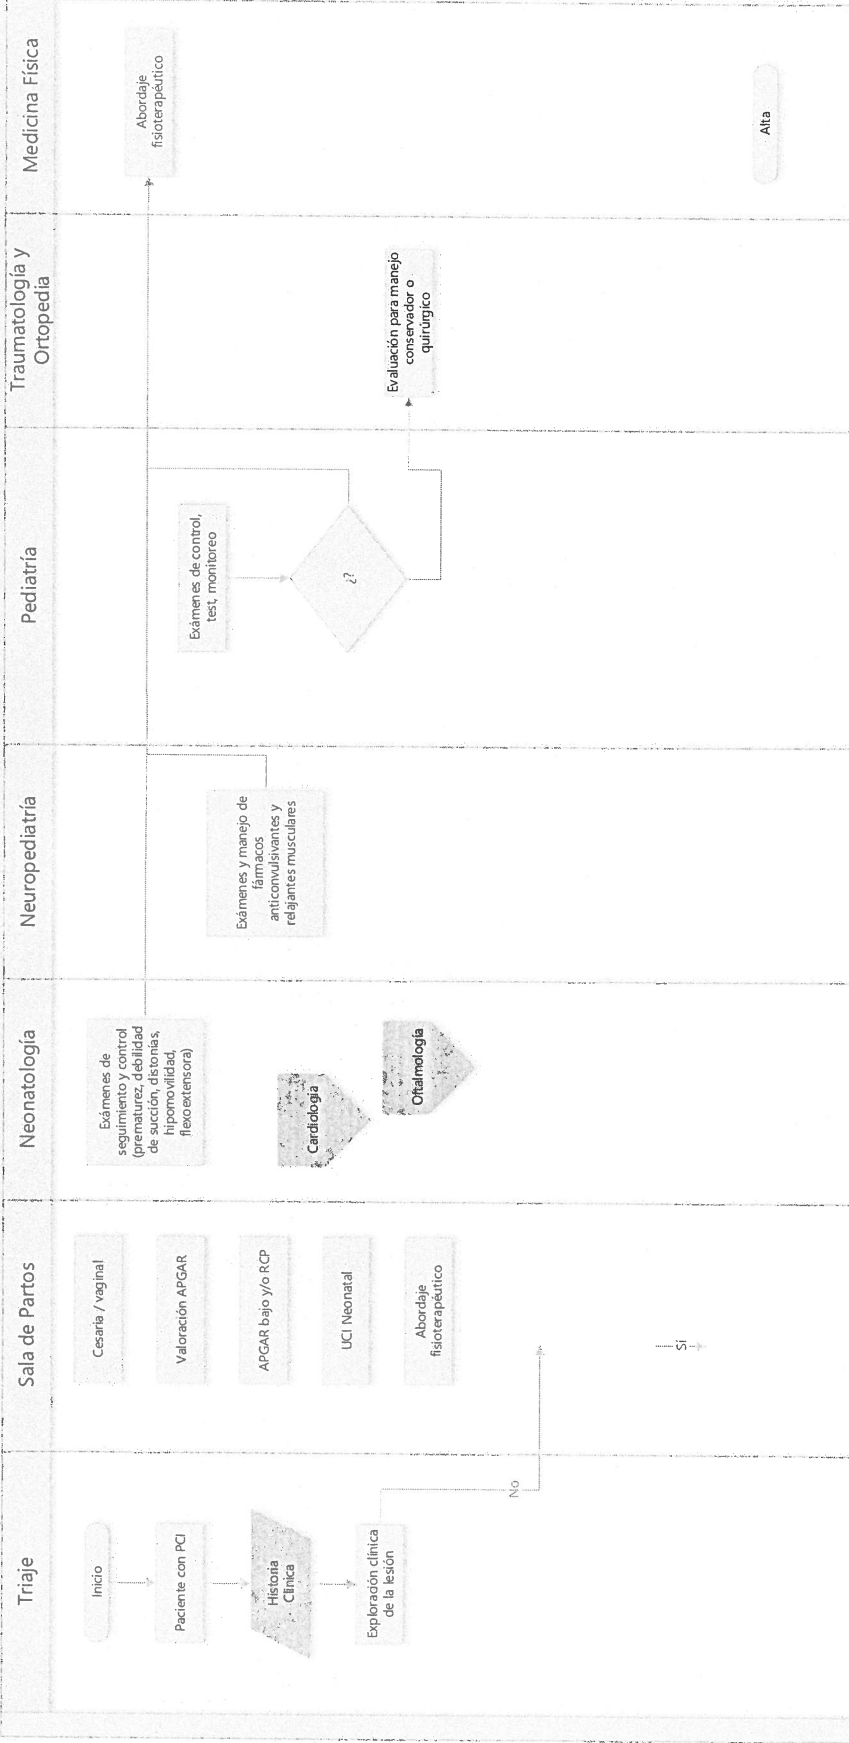 Triaje
Inicio
Paciente con PCI
Historia
Clínica
Exploración clínica
de la lesión
No
Sala de Partos
Cesaria / vaginal
Valoración APGAR
APGAR bajo y/o RCP
UCI Neonatal
Abordaje
fisioterapéutico
Si
Neonatología
Exámenes de
seguimiento y control
(prematurez, debilidad
de succión, distonías,
hipomovilidad,
flexoextensora)
Cardiología
Oftalmología
Neuropediatría
Exámenes y manejo de
fármacos
anticonvulsivantes y
relajantes musculares
Pediatría
Exámenes de control,
test, monitoreo
¿?
Traumatología y
Ortopedia
Evaluación para manejo
conservador o
quirúrgico
Medicina Física
Abordaje
fisioterapéutico
Alta